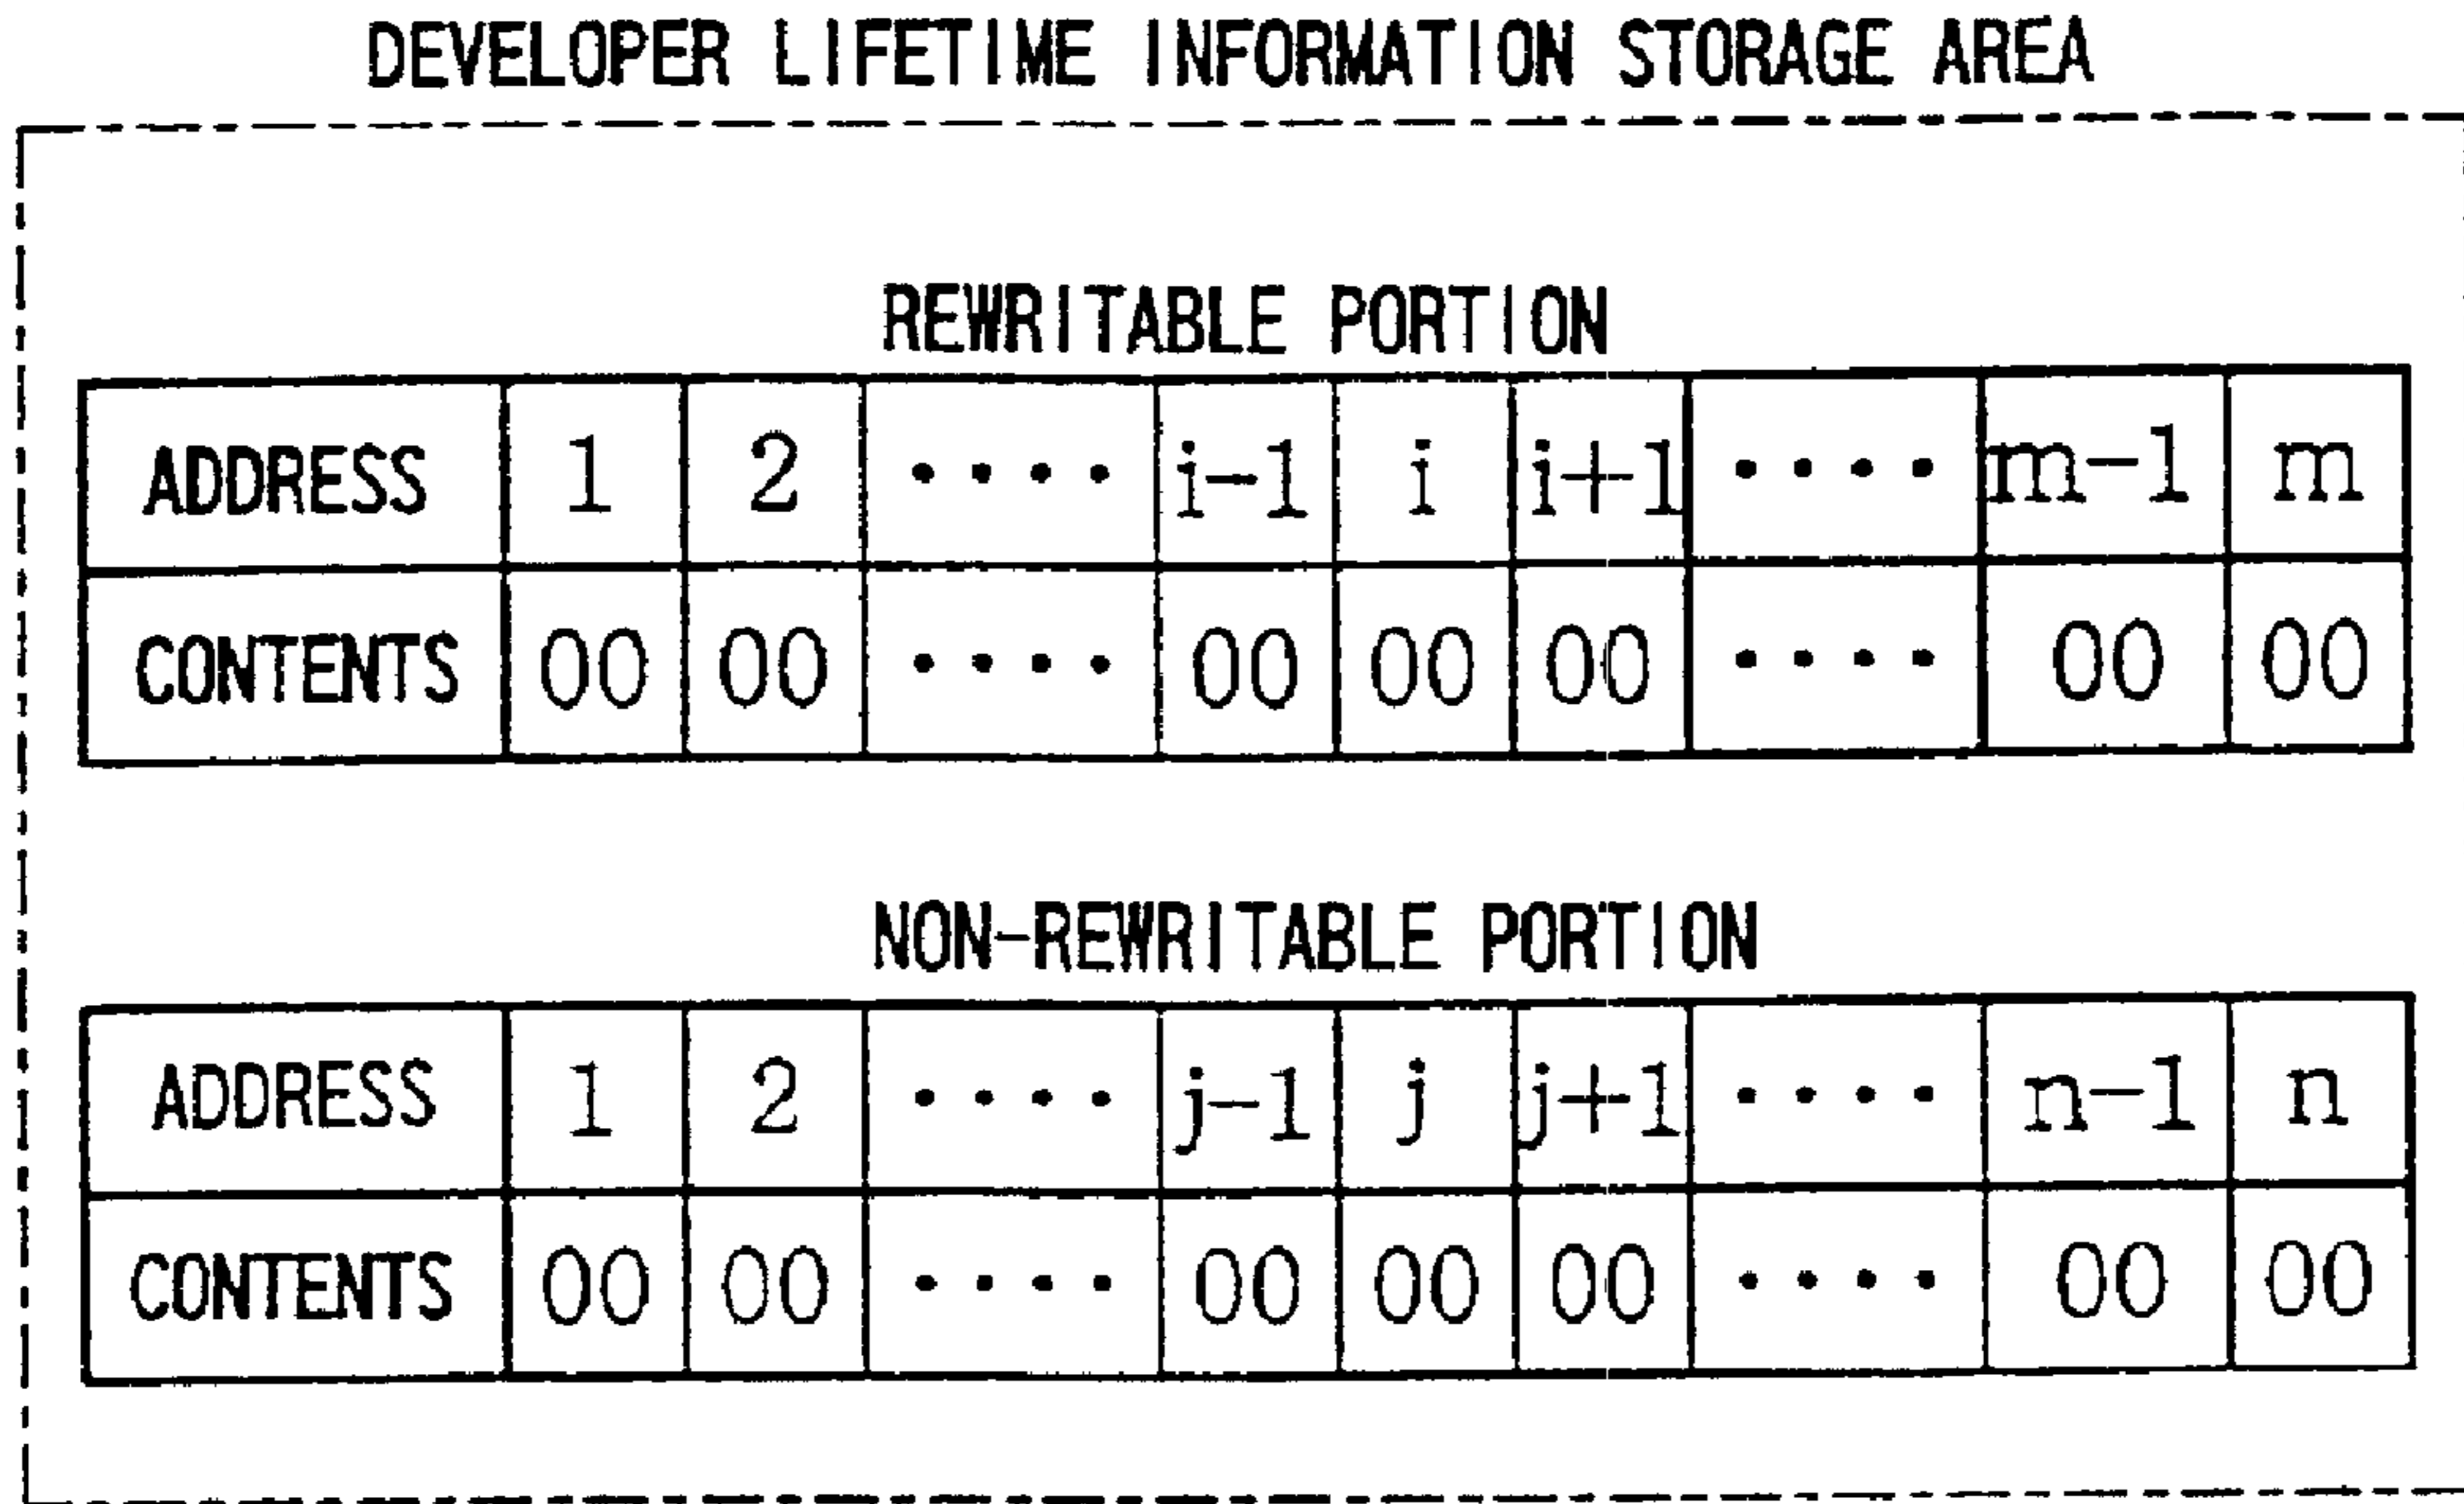 DEVELOPER LIFETIME INFORMATION STORAGE AREA
REWRITABLE PORTION
ADDRESS 1 2 ···· i-1 i i+1 ···· m-1 m
CONTENTS 00 00 ···· 00 00 00 ···· 00 00
NON-REWRITABLE PORTION
ADDRESS 1 2 ···· j-1 j j+1 ···· n-1 n
CONTENTS 00 00 ···· 00 00 00 ···· 00 00